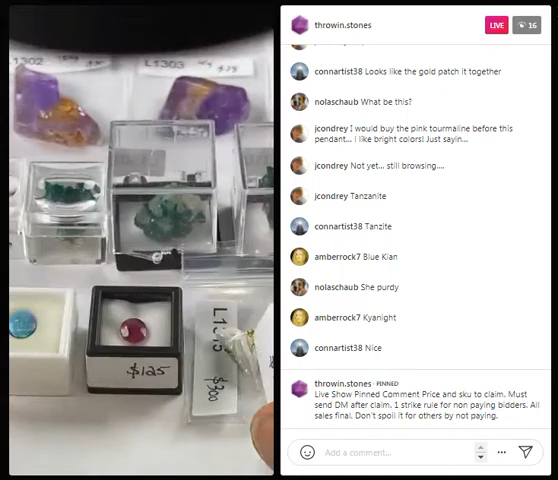 L1302
L1303
$125
$300
throwin.stones
LIVE
16
connartist38 Looks like the gold patch it together
nolaschaub What be this?
jcondrey I would buy the pink tourmaline before this
pendant... i like bright colors! Just sayin...
jcondrey Not yet... still browsing....
jcondrey Tanzanite
connartist38 Tanzite
amberrock7 Blue Kian
nolaschaub She purdy
amberrock7 Kyanight
connartist38 Nice
throwin.stones · PINNED
Live Show Pinned Comment Price and sku to claim. Must
send DM after claim. 1 strike rule for non paying bidders. All
sales final. Don't spoil it for others by not paying.
Add a comment...